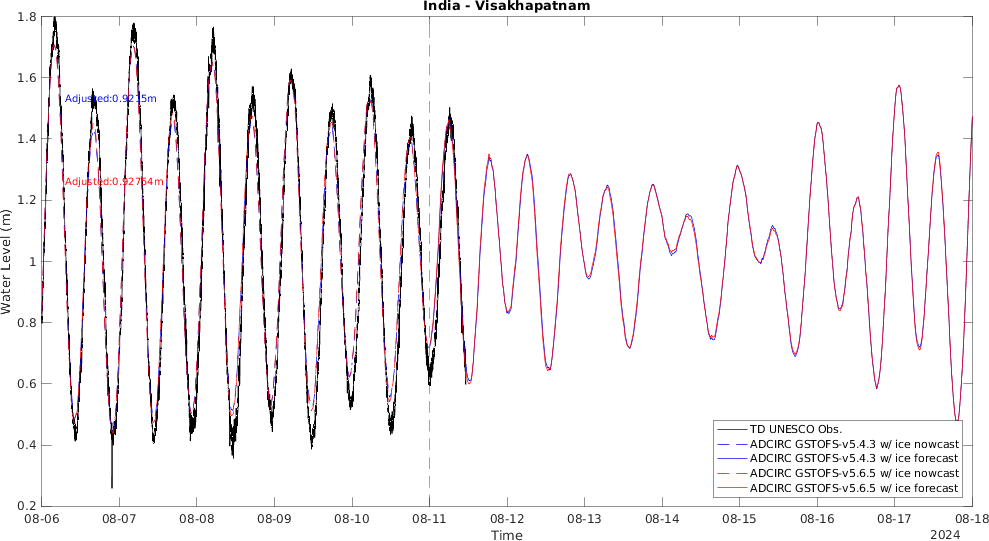 India - Visakhapatnam
1.8
1.6
1.4
1.2
1
0.8
0.6
0.4
0.2
Water Level (m)
Adjusted:0.9215m
Adjusted:0.92764m
TD UNESCO Obs.
ADCIRC GSTOFS-v5.4.3 w/ ice nowcast
ADCIRC GSTOFS-v5.4.3 w/ ice forecast
ADCIRC GSTOFS-v5.6.5 w/ ice nowcast
ADCIRC GSTOFS-v5.6.5 w/ ice forecast
08-06 08-07 08-08 08-09 08-10 08-11 08-12 08-13 08-14 08-15 08-16 08-17 08-18
Time
2024